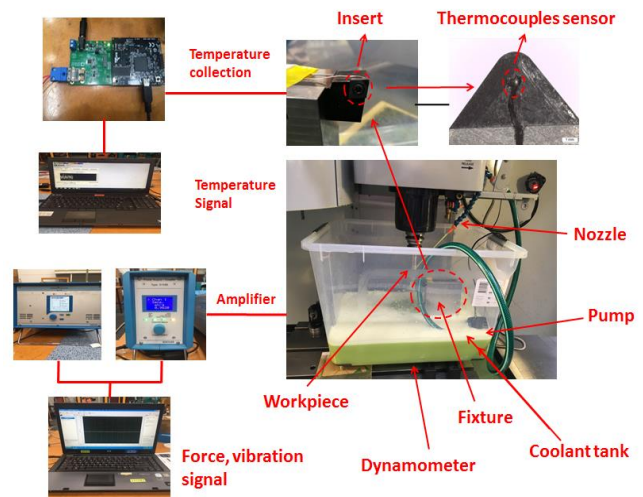 Insert
Thermocouples sensor
Temperature
collection
Temperature
Signal
Nozzle
Amplifier
Pump
Workpiece
Fixture
Coolant tank
Dynamometer
Force, vibration
signal